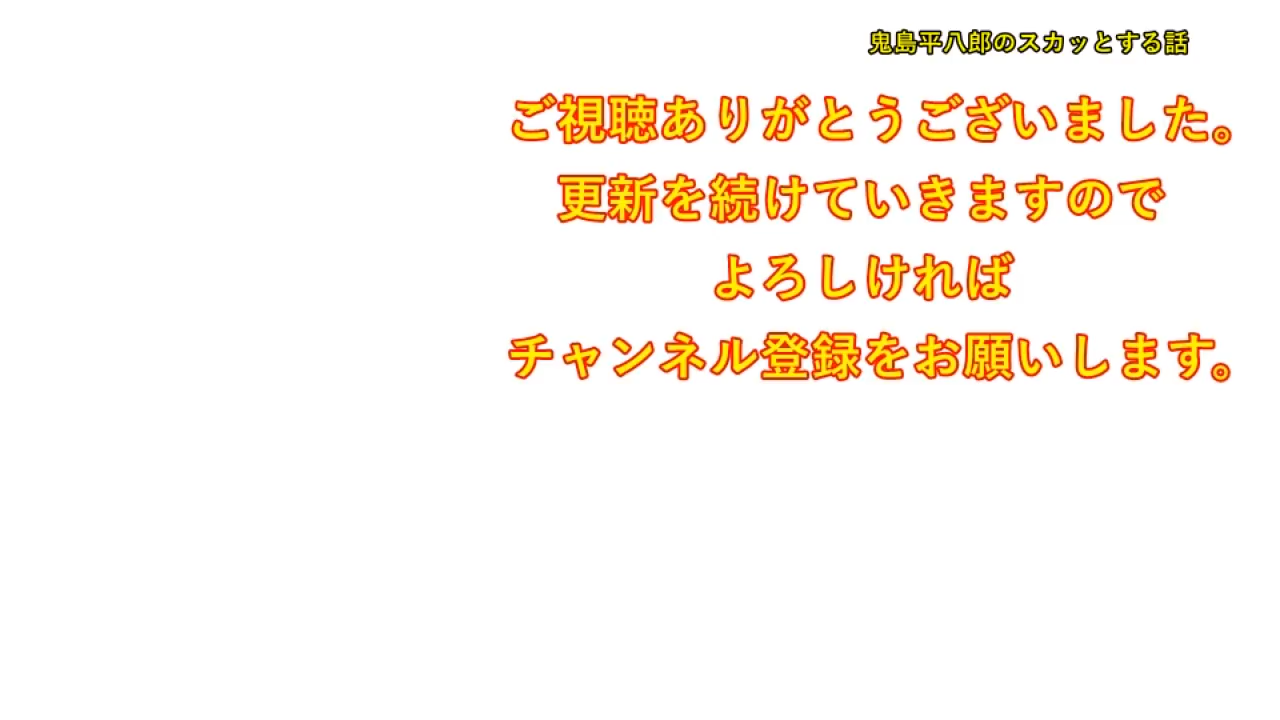 鬼島平八郎のスカッとする話
ご視聴ありがとうございました。
更新を続けていきますので
よろしければ
チャンネル登録をお願いします。